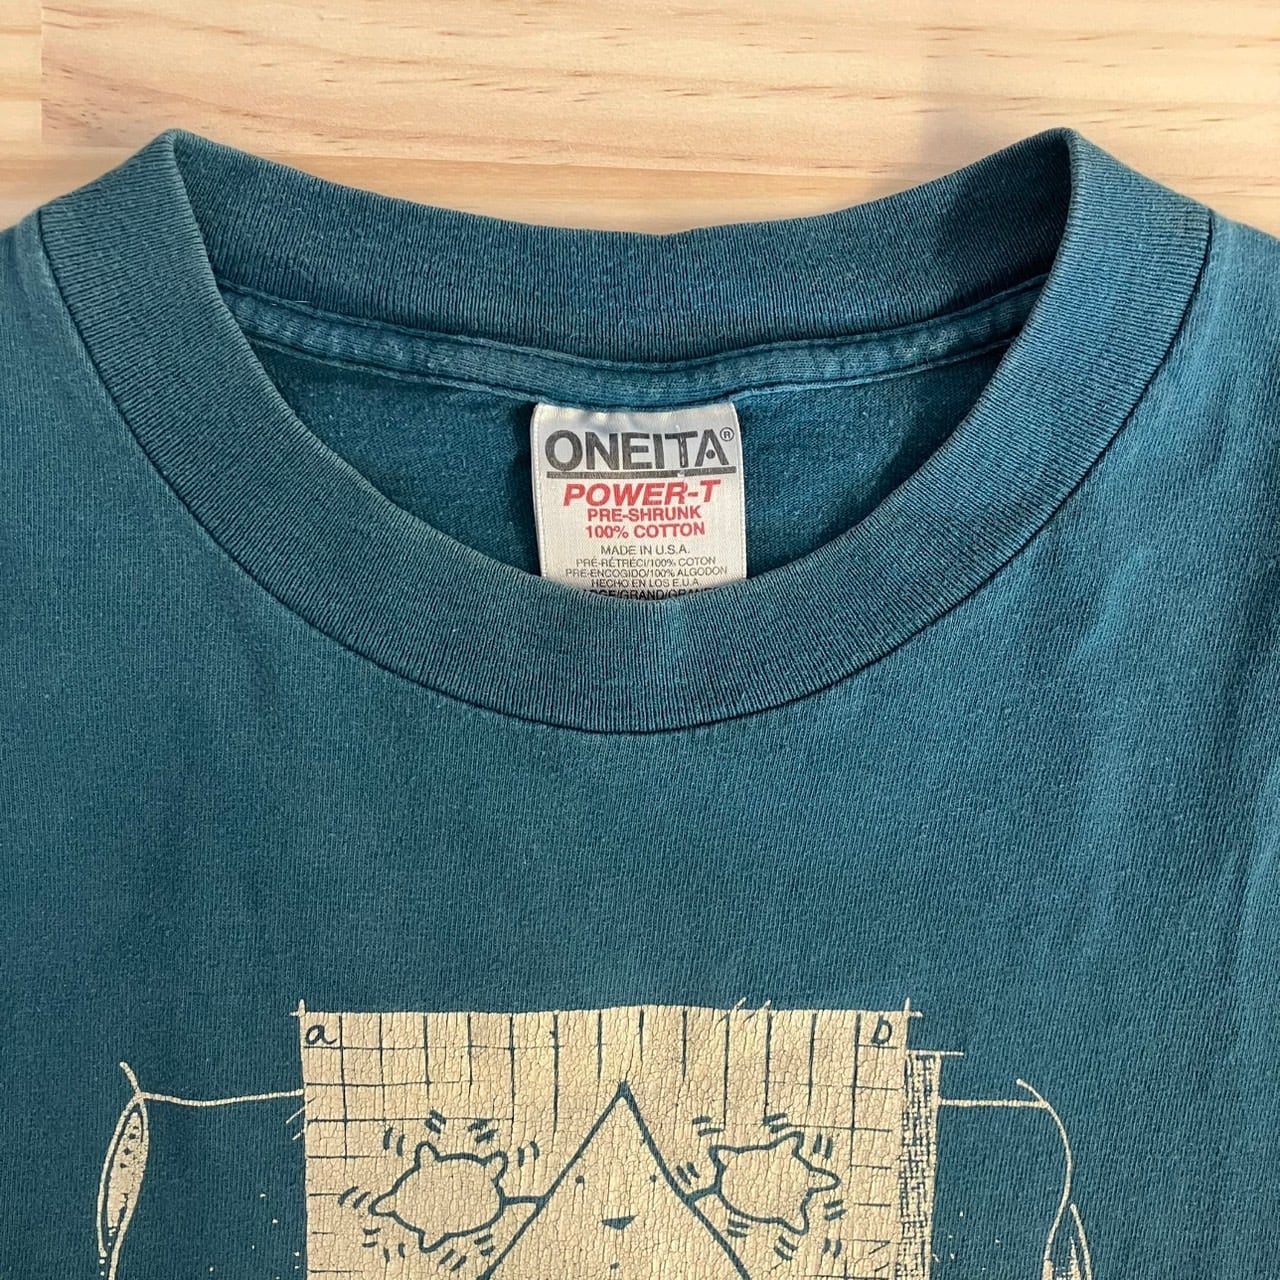 ONEITA®
POWER-T
PRE-SHRUNK
100% COTTON
MADE IN U.S.A.
PRÉ-RÉTRÉCI/100% COTON
PRE-ENCOGIDO/100% ALGODON
HECHO EN LOS E.U.A.
a b